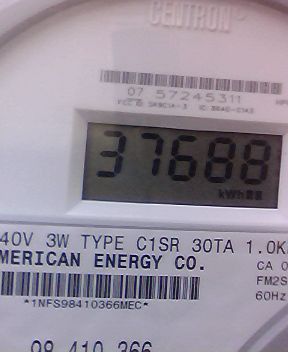 CENTRON
07 57245311
37688
kWh
40V 3W TYPE C1SR 30TA 1.0K
MERICAN ENERGY CO.
CA 0
FM2S
60Hz
*1NFS98410366MEC*
98 410 366